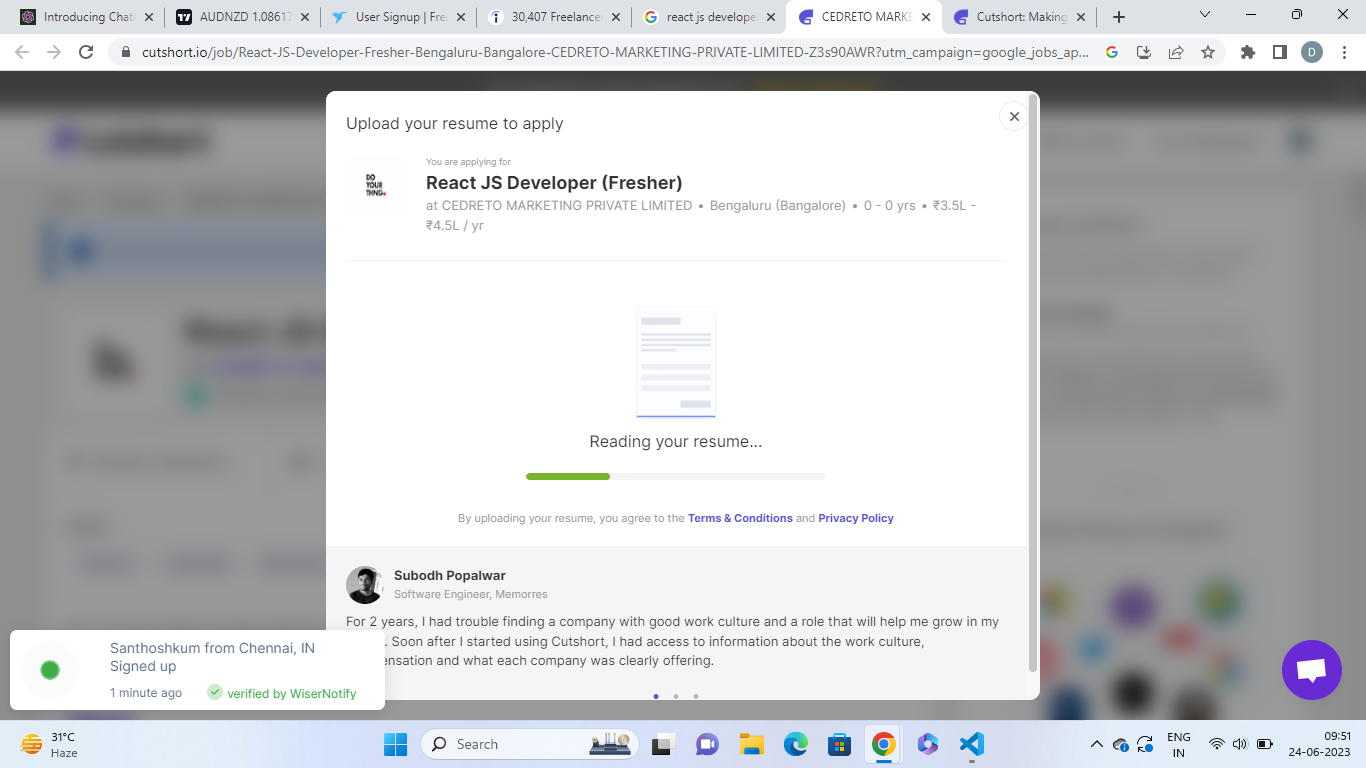 Introducing Chat
AUDNZD 1.08617
User Signup | Fre
30,407 Freelance
react js develope
CEDRETO MARKE
Cutshort: Making
cutshort.io/job/React-JS-Developer-Fresher-Bengaluru-Bangalore-CEDRETO-MARKETING-PRIVATE-LIMITED-Z3s90AWR?utm_campaign=google_jobs_ap...
D
Upload your resume to apply
You are applying for
DO
YOUR
THNG.
React JS Developer (Fresher)
at CEDRETO MARKETING PRIVATE LIMITED • Bengaluru (Bangalore) • 0 - 0 yrs • ₹3.5L -
₹4.5L / yr
Reading your resume...
By uploading your resume, you agree to the Terms & Conditions and Privacy Policy
Subodh Popalwar
Software Engineer, Memorres
For 2 years, I had trouble finding a company with good work culture and a role that will help me grow in my
Soon after I started using Cutshort, I had access to information about the work culture,
ensation and what each company was clearly offering.
Santhoshkum from Chennai, IN
Signed up
1 minute ago
verified by WiserNotify
31°C
Haze
Search
ENG
IN
09:51
24-06-2023